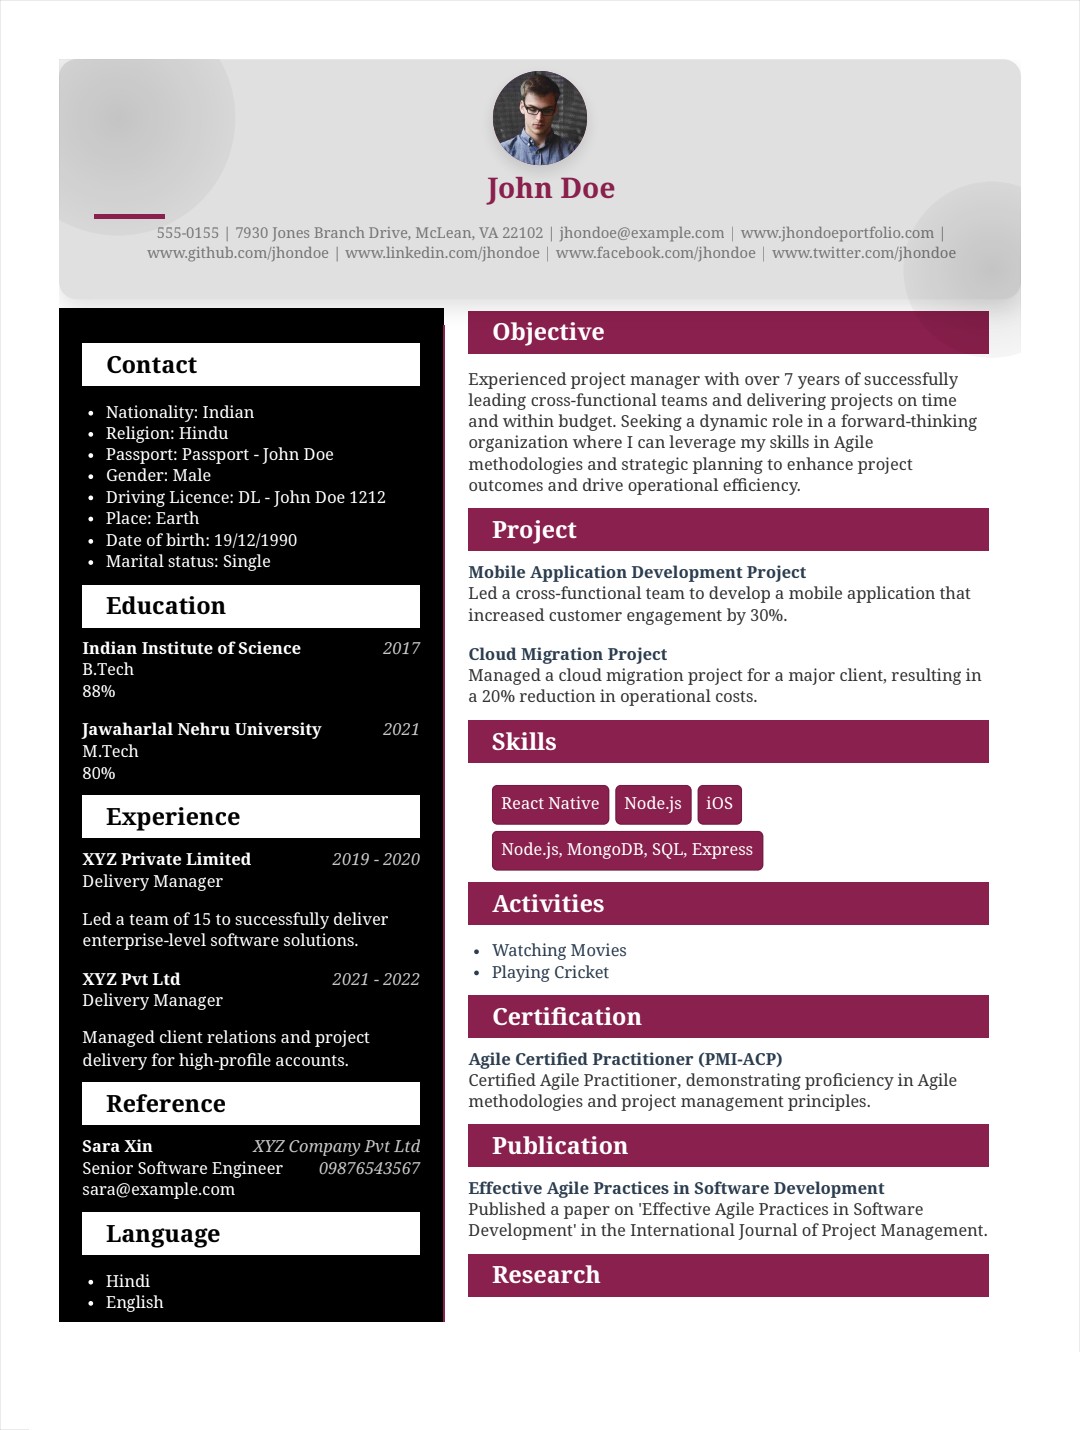 John Doe
555-0155 | 7930 Jones Branch Drive, McLean, VA 22102 | jhondoe@example.com | www.jhondoeportfolio.com |
www.github.com/jhondoe | www.linkedin.com/jhondoe | www.facebook.com/jhondoe | www.twitter.com/jhondoe
Contact
• Nationality: Indian
• Religion: Hindu
• Passport: Passport - John Doe
• Gender: Male
• Driving Licence: DL - John Doe 1212
• Place: Earth
• Date of birth: 19/12/1990
• Marital status: Single
Education
Indian Institute of Science 2017
B.Tech
88%
Jawaharlal Nehru University 2021
M.Tech
80%
Experience
XYZ Private Limited 2019 - 2020
Delivery Manager
Led a team of 15 to successfully deliver
enterprise-level software solutions.
XYZ Pvt Ltd 2021 - 2022
Delivery Manager
Managed client relations and project
delivery for high-profile accounts.
Reference
Sara Xin XYZ Company Pvt Ltd
Senior Software Engineer 09876543567
sara@example.com
Language
• Hindi
• English
Objective
Experienced project manager with over 7 years of successfully
leading cross-functional teams and delivering projects on time
and within budget. Seeking a dynamic role in a forward-thinking
organization where I can leverage my skills in Agile
methodologies and strategic planning to enhance project
outcomes and drive operational efficiency.
Project
Mobile Application Development Project
Led a cross-functional team to develop a mobile application that
increased customer engagement by 30%.
Cloud Migration Project
Managed a cloud migration project for a major client, resulting in
a 20% reduction in operational costs.
Skills
React Native Node.js iOS
Node.js, MongoDB, SQL, Express
Activities
• Watching Movies
• Playing Cricket
Certification
Agile Certified Practitioner (PMI-ACP)
Certified Agile Practitioner, demonstrating proficiency in Agile
methodologies and project management principles.
Publication
Effective Agile Practices in Software Development
Published a paper on 'Effective Agile Practices in Software
Development' in the International Journal of Project Management.
Research